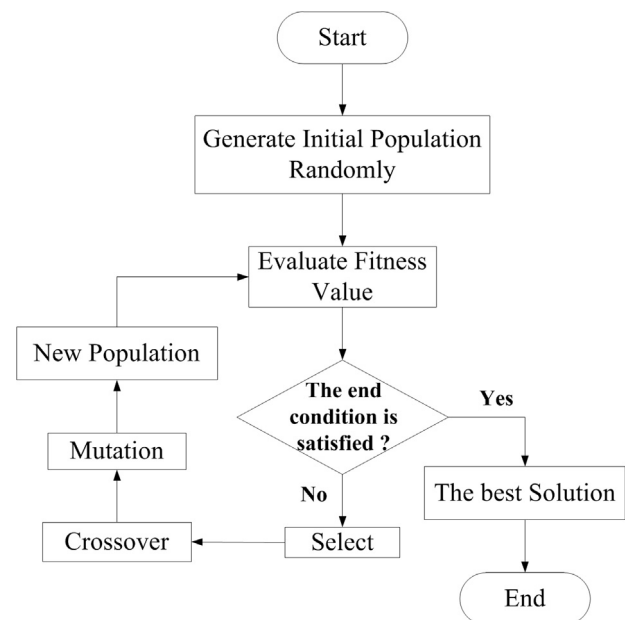 Start
Generate Initial Population
Randomly
Evaluate Fitness
Value
New Population
The end
condition is
satisfied ?
Yes
Mutation
The best Solution
No
Crossover
Select
End